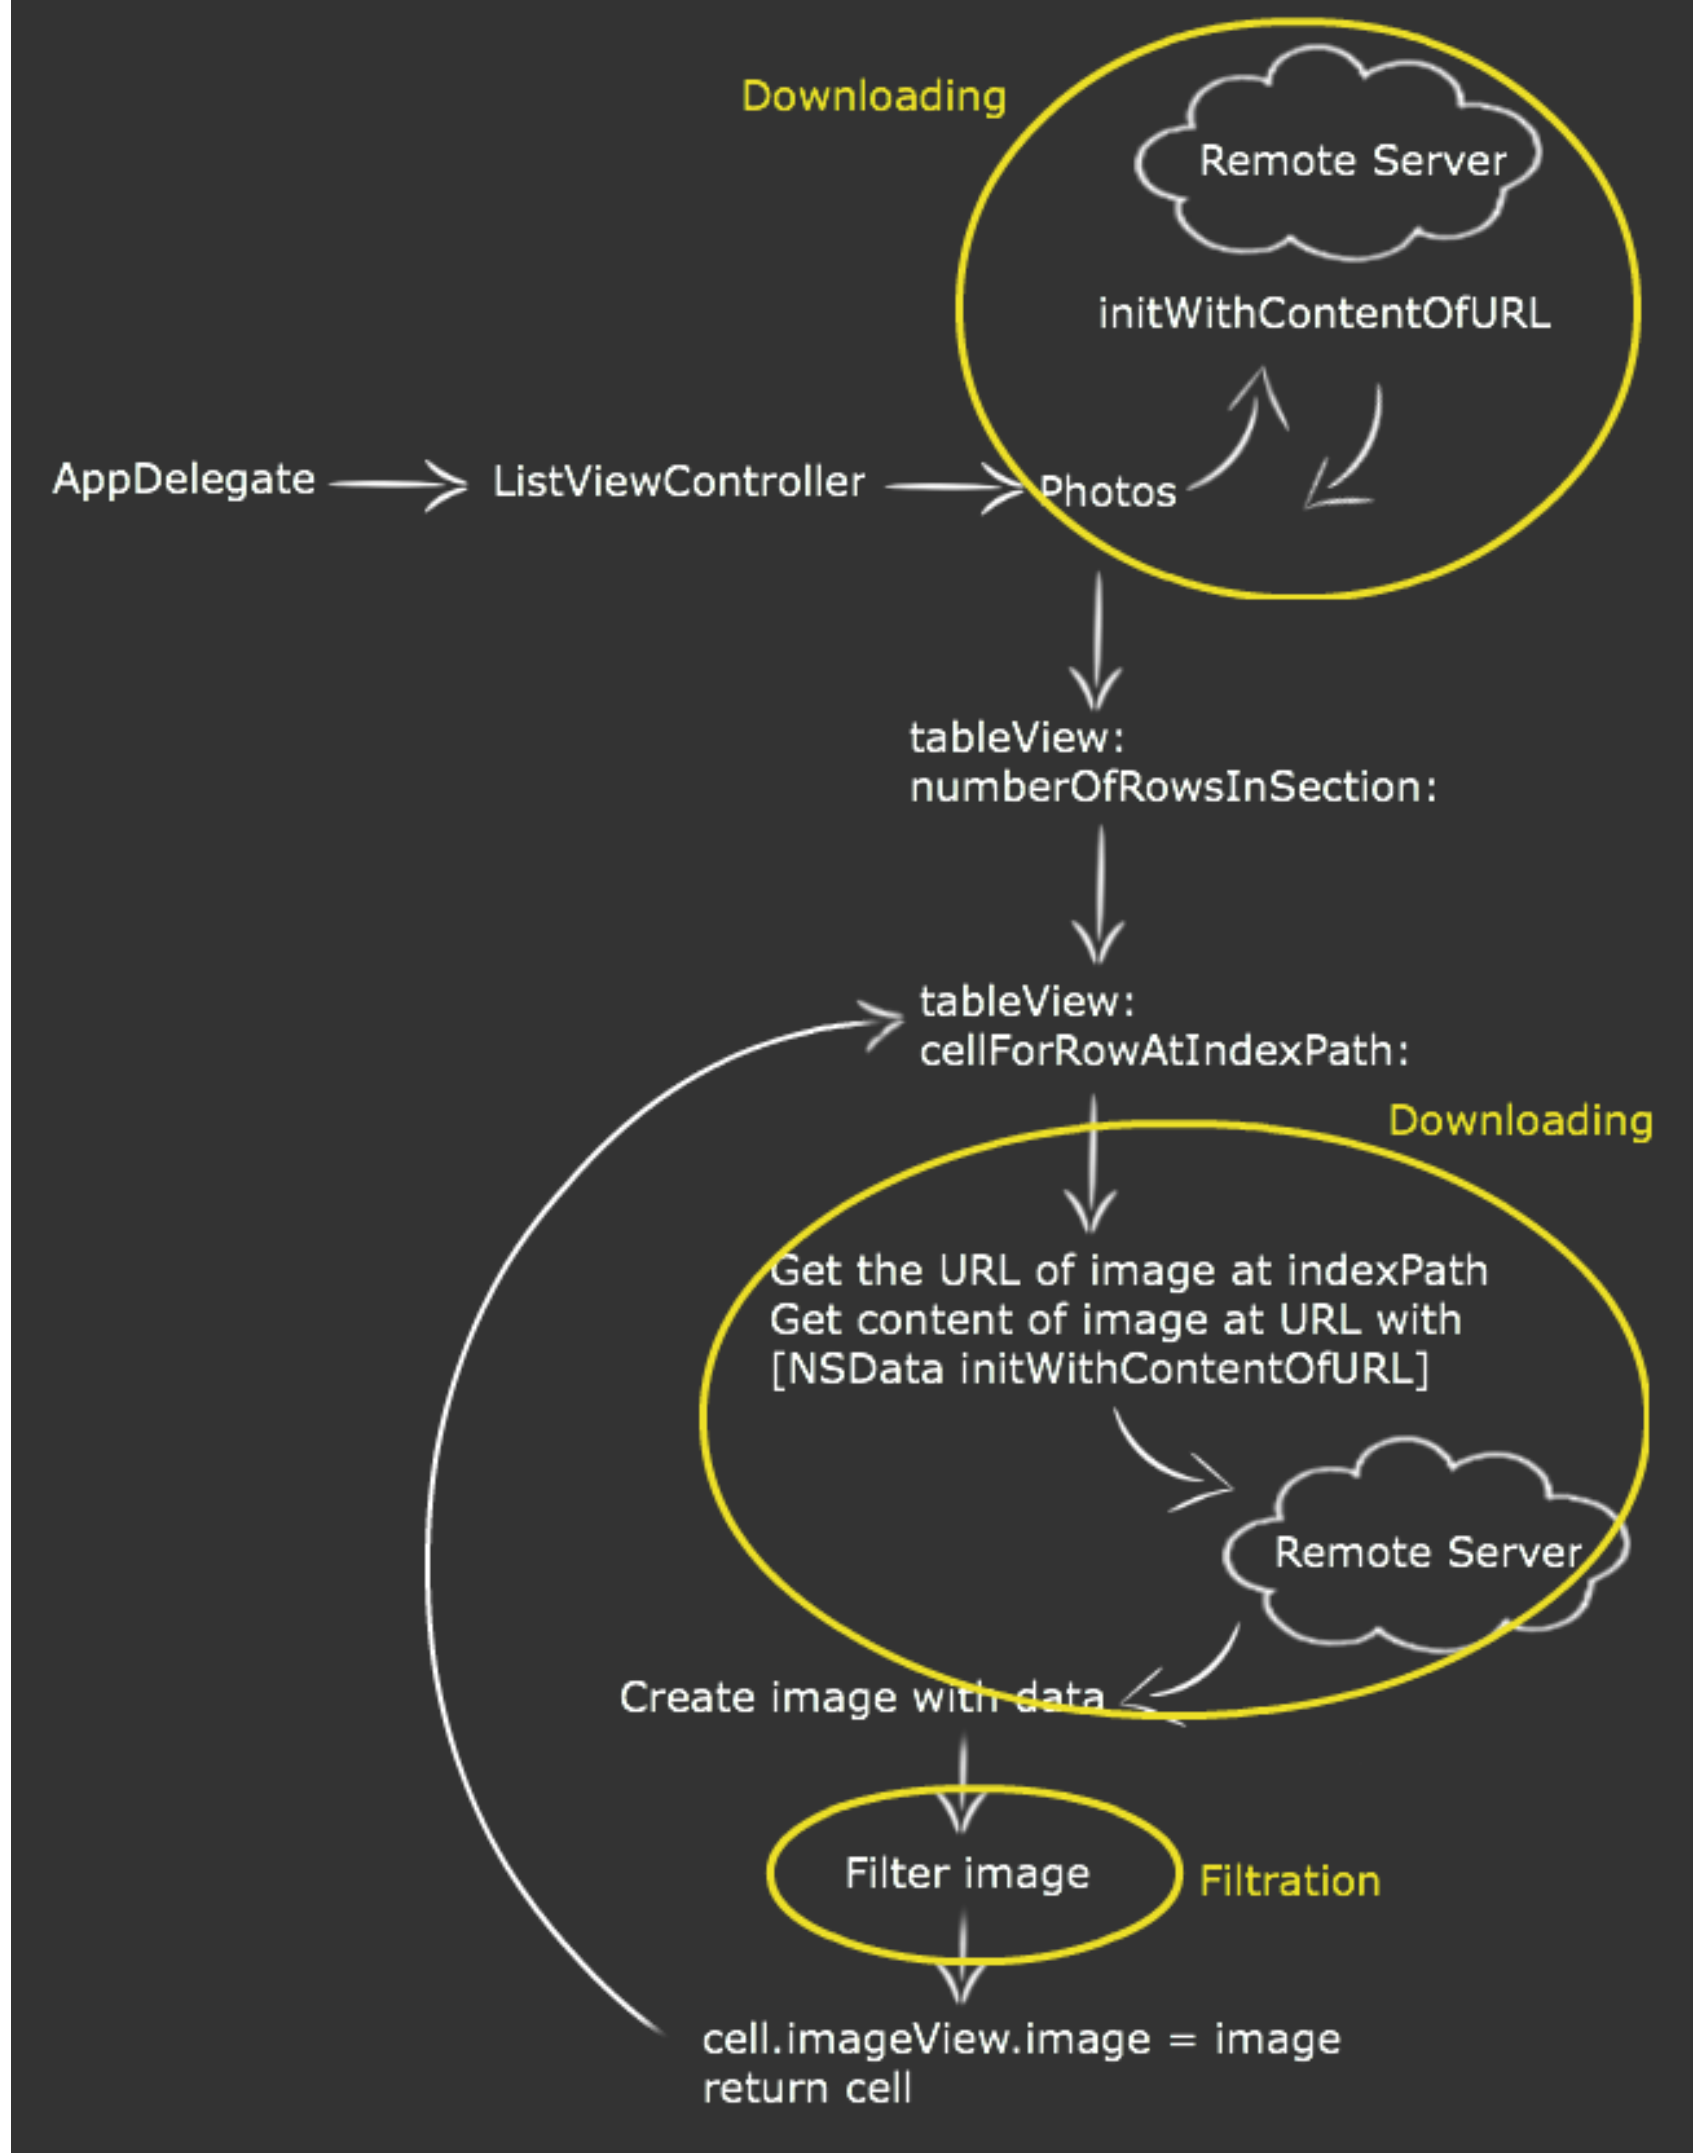 Downloading
Remote Server
initWithContentOfURL
AppDelegate
ListViewController
Photos
tableView:
numberOfRowsInSection:
tableView:
cellForRowAtIndexPath:
Downloading
Get the URL of image at indexPath
Get content of image at URL with
[NSData initWithContentOfURL]
Remote Server
Create image with data
Filter image
Filtration
cell.imageView.image = image
return cell